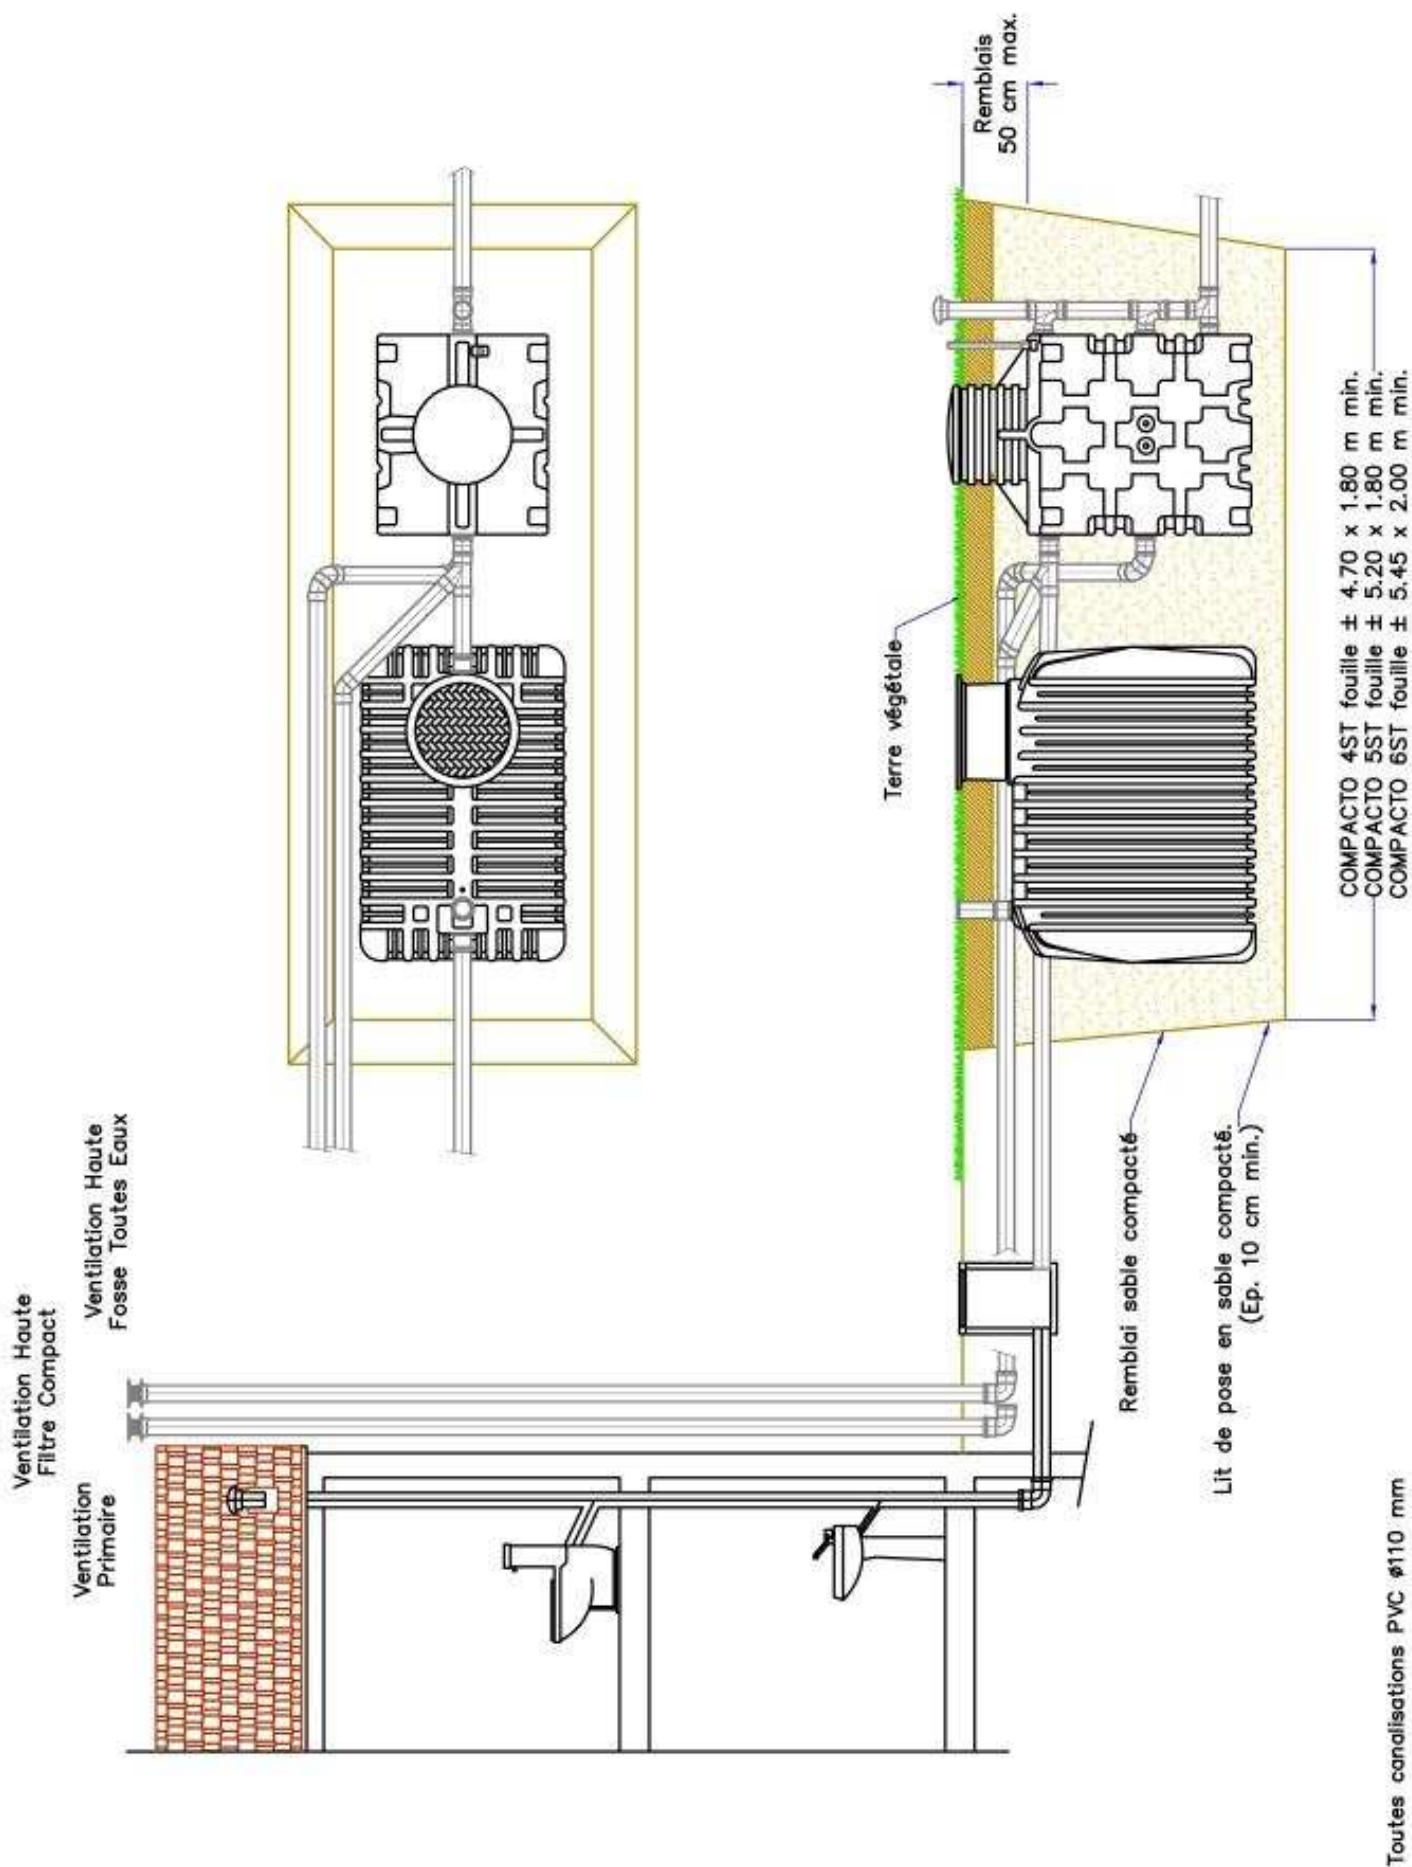 Ventilation Haute
Filtre Compact
Ventilation
Primaire
Ventilation Haute
Fosse Toutes Eaux
Terre végétale
Remblais
50 cm max.
Remblai sable compacté
Lit de pose en sable compacté.
(Ep. 10 cm min.)
COMPACTO 4ST fouille ± 4.70 x 1.80 m min.
COMPACTO 5ST fouille ± 5.20 x 1.80 m min.
COMPACTO 6ST fouille ± 5.45 x 2.00 m min.
Toutes canalisations PVC ø110 mm